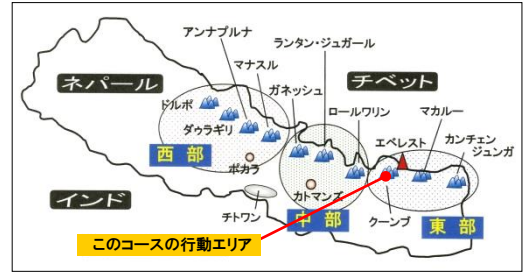 アンナプルナ
ランタン・ジュガール
マナスル
ネパール
ガネッシュ
チベット
ドルポ
ロールワリン
マカルー
ダウラギリ
エベレスト
カンチェン
ジュンガ
西 部
ポカラ
カトマンズ
インド
チトワン
中 部
クーンブ
東 部
このコースの行動エリア